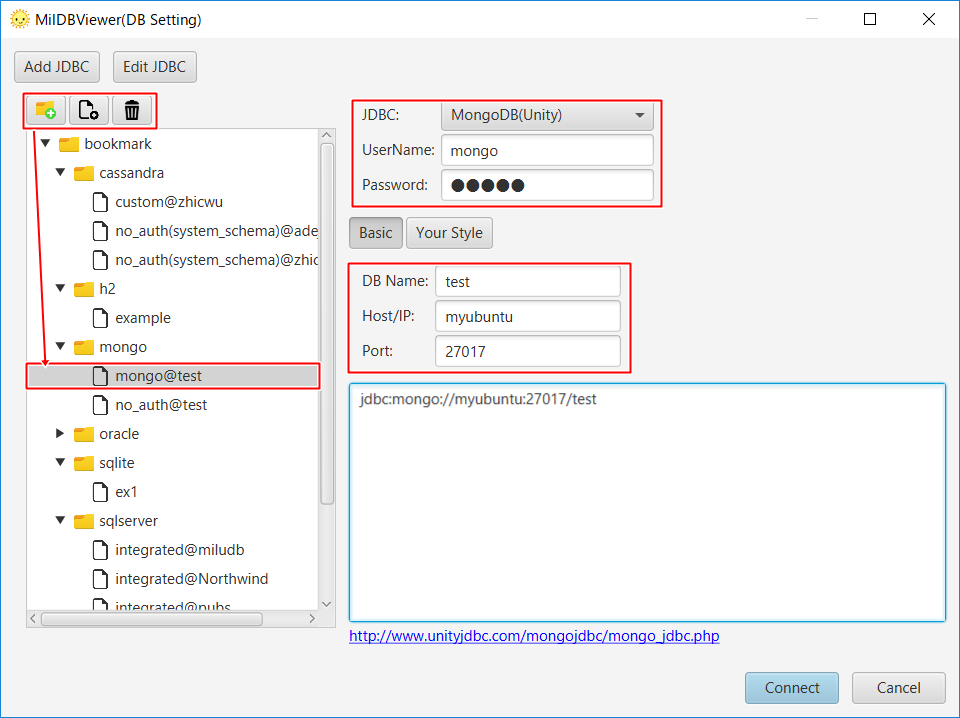 MilDBViewer(DB Setting)
Add JDBC
Edit JDBC
bookmark
cassandra
custom@zhicwu
no_auth(system_schema)@ade
no_auth(system_schema)@zhic
h2
example
mongo
mongo@test
no_auth@test
oracle
sqlite
ex1
sqlserver
integrated@miludb
integrated@Northwind
integrated@pubs
JDBC: MongoDB(Unity)
UserName: mongo
Password: ●●●●●
Basic
Your Style
DB Name: test
Host/IP: myubuntu
Port: 27017
jdbc:mongo://myubuntu:27017/test
http://www.unityjdbc.com/mongojdbc/mongo_jdbc.php
Connect
Cancel